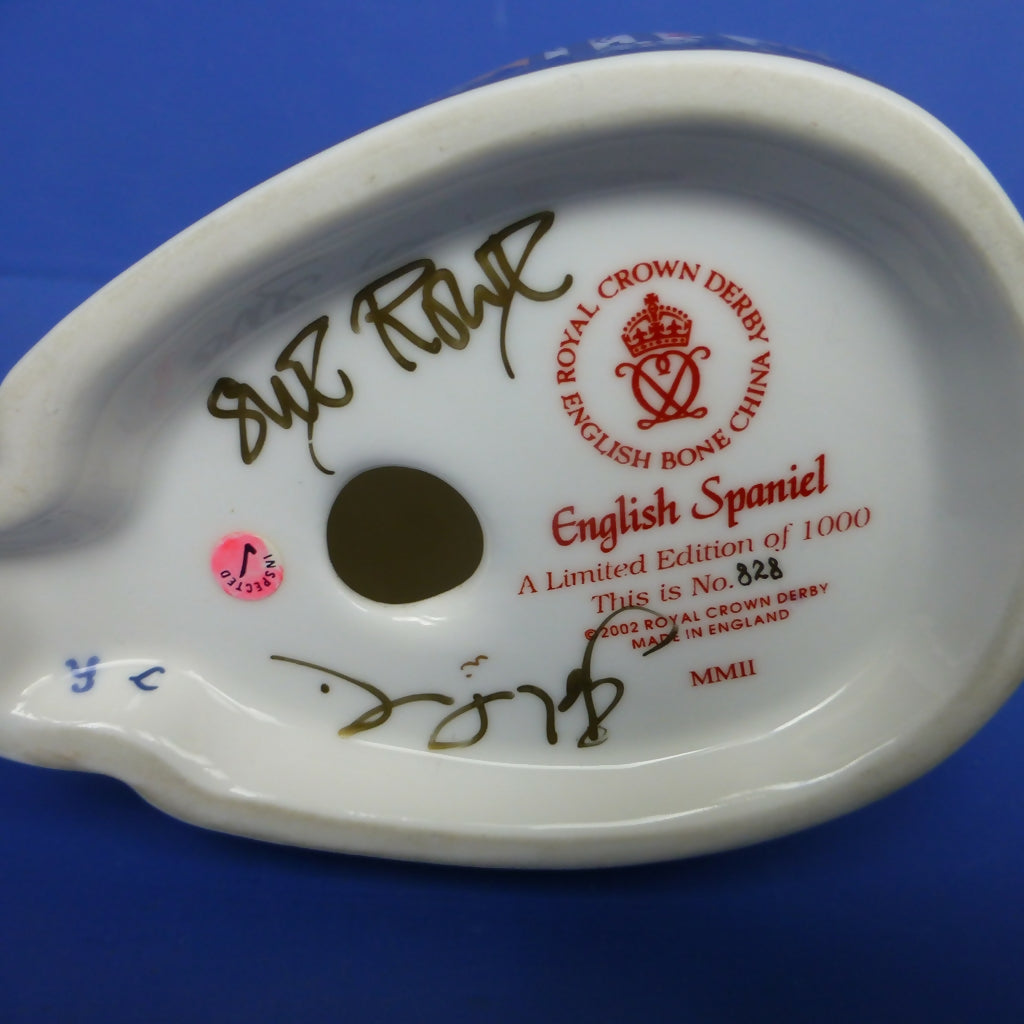 SUE ROWE
ROYAL CROWN DERBY
ENGLISH BONE CHINA
English Spaniel
A Limited Edition of 1000
This is No. 828
©2002 ROYAL CROWN DERBY
MADE IN ENGLAND
MMII
INSPECTED